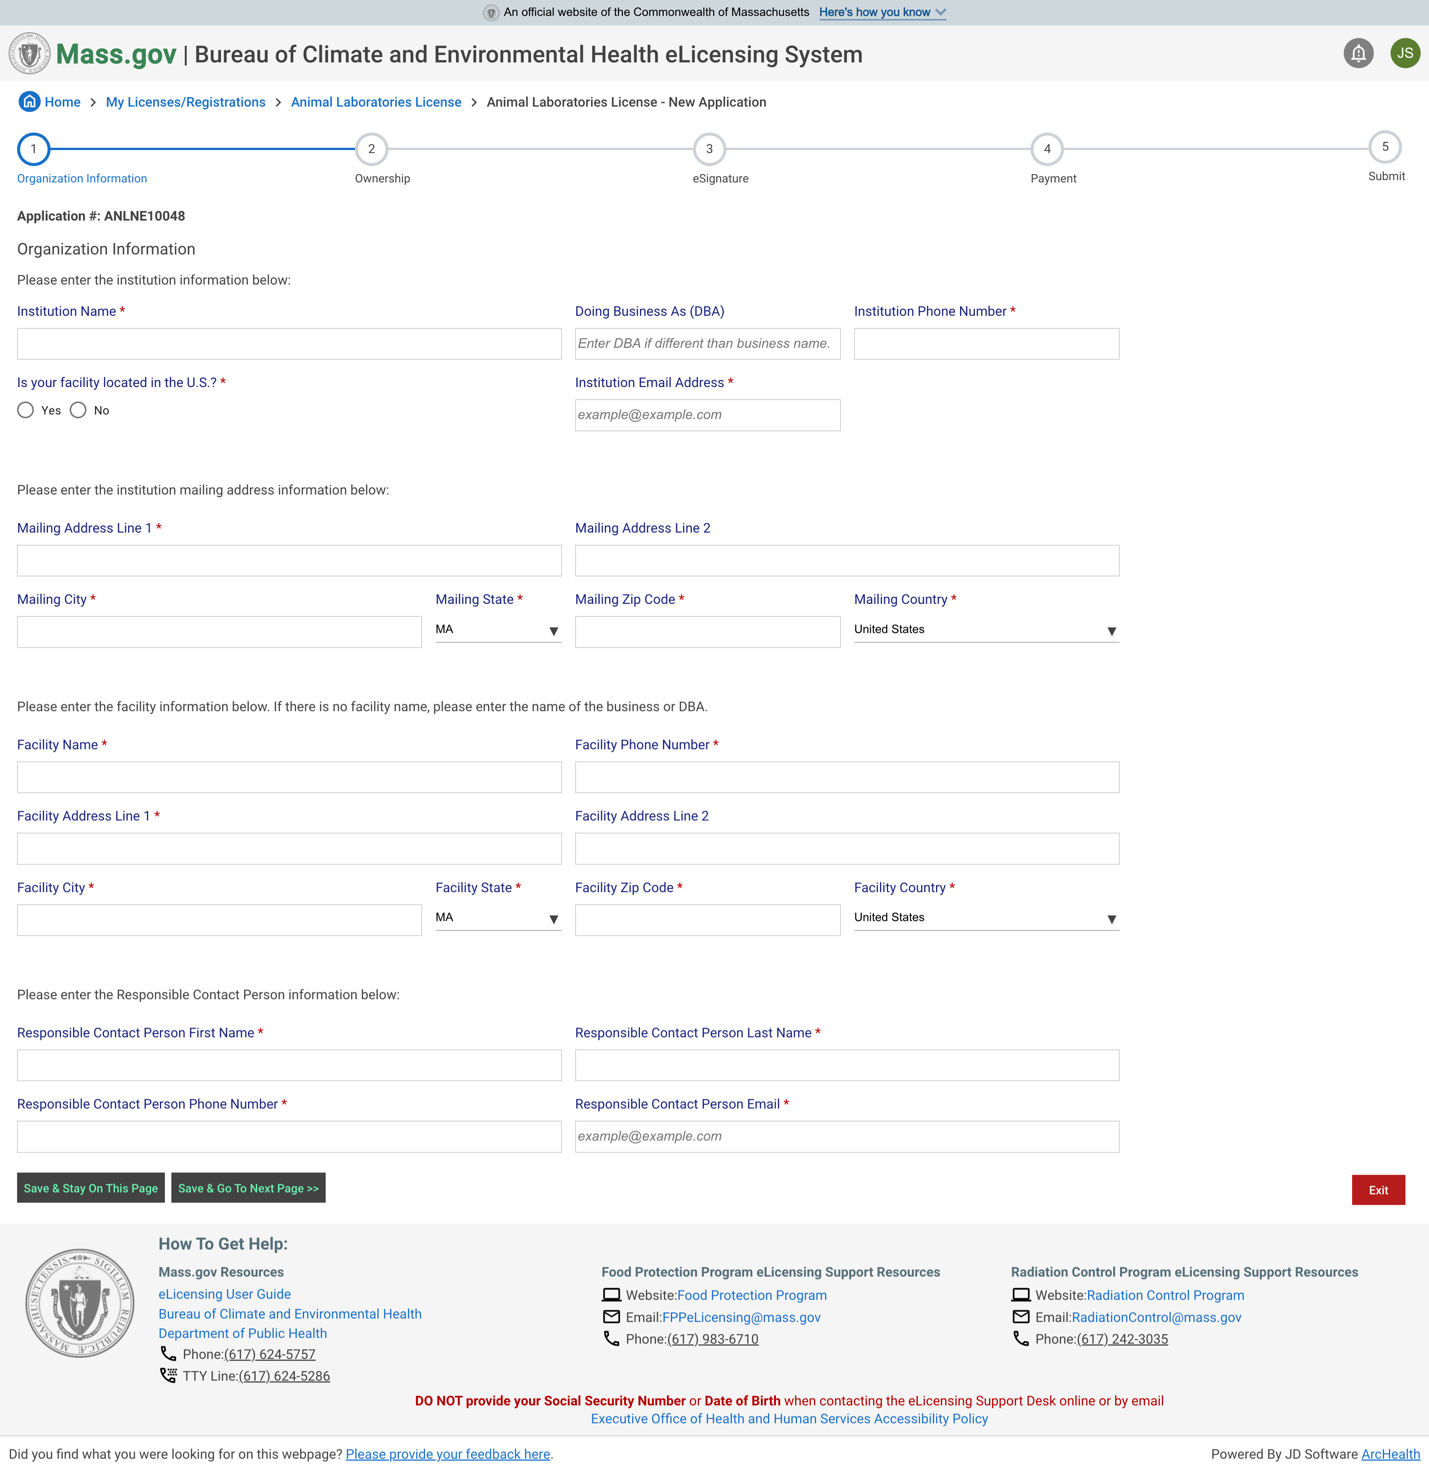 An official website of the Commonwealth of Massachusetts Here's how you know
Mass.gov | Bureau of Climate and Environmental Health eLicensing System
JS
Home > My Licenses/Registrations > Animal Laboratories License > Animal Laboratories License - New Application
1 2 3 4 5
Organization Information Ownership eSignature Payment Submit
Application #: ANLNE10048
Organization Information
Please enter the institution information below:
Institution Name * Doing Business As (DBA) Institution Phone Number *
Enter DBA if different than business name.
Is your facility located in the U.S.? * Institution Email Address *
Yes No example@example.com
Please enter the institution mailing address information below:
Mailing Address Line 1 * Mailing Address Line 2
Mailing City * Mailing State * Mailing Zip Code * Mailing Country *
MA United States
Please enter the facility information below. If there is no facility name, please enter the name of the business or DBA.
Facility Name * Facility Phone Number *
Facility Address Line 1 * Facility Address Line 2
Facility City * Facility State * Facility Zip Code * Facility Country *
MA United States
Please enter the Responsible Contact Person information below:
Responsible Contact Person First Name * Responsible Contact Person Last Name *
Responsible Contact Person Phone Number * Responsible Contact Person Email *
example@example.com
Save & Stay On This Page Save & Go To Next Page >> Exit
How To Get Help:
Mass.gov Resources Food Protection Program eLicensing Support Resources Radiation Control Program eLicensing Support Resources
eLicensing User Guide Website:Food Protection Program Website:Radiation Control Program
Bureau of Climate and Environmental Health Email:FPPeLicensing@mass.gov Email:RadiationControl@mass.gov
Department of Public Health Phone:(617) 983-6710 Phone:(617) 242-3035
Phone:(617) 624-5757
TTY Line:(617) 624-5286
DO NOT provide your Social Security Number or Date of Birth when contacting the eLicensing Support Desk online or by email
Executive Office of Health and Human Services Accessibility Policy
Did you find what you were looking for on this webpage? Please provide your feedback here. Powered By JD Software ArcHealth